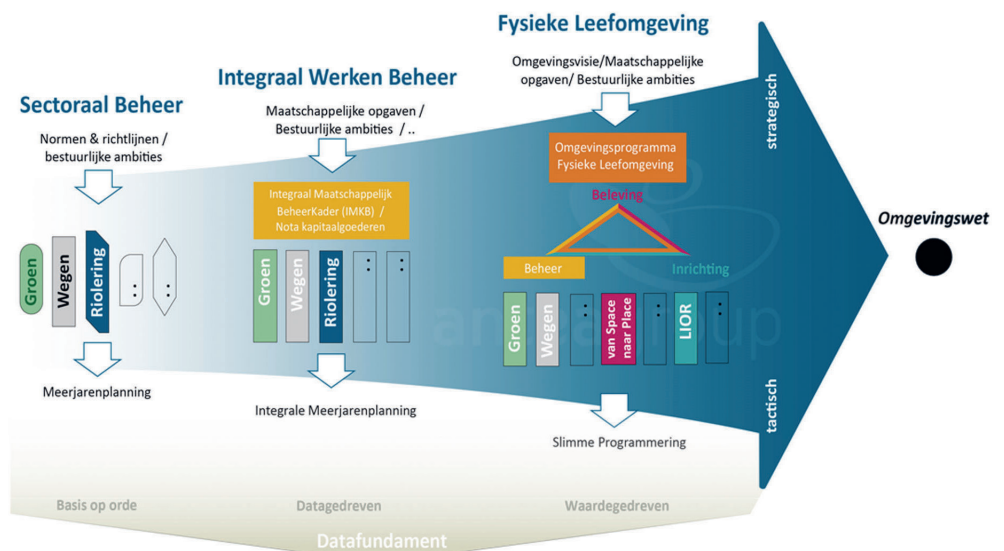 Fysieke Leefomgeving
Omgevingsvisie/Maatschappelijke
opgaven/ Bestuurlijke ambities
Integraal Werken Beheer
Maatschappelijke opgaven /
Bestuurlijke ambities / ..
Sectoraal Beheer
Normen & richtlijnen /
bestuurlijke ambities
strategisch
Omgevingsprogramma
Fysieke Leefomgeving
Integraal Maatschappelijk
BeheerKader (IMKB) /
Nota kapitaalgoederen
Beleving
Beheer
Inrichting
Omgevingswet
Groen
Wegen
Riolering
:
:
Groen
Wegen
Riolering
:
:
Groen
Wegen
:
van Space
naar Place
:
LIOR
:
Meerjarenplanning
Integrale Meerjarenplanning
Slimme Programmering
tactisch
Basis op orde
Datagedreven
Waardegedreven
Datafundament